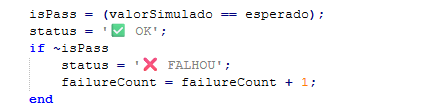 isPass = (valorSimulado == esperado);
status = '✅ OK';
if ~isPass
status = '❌ FALHOU';
failureCount = failureCount + 1;
end